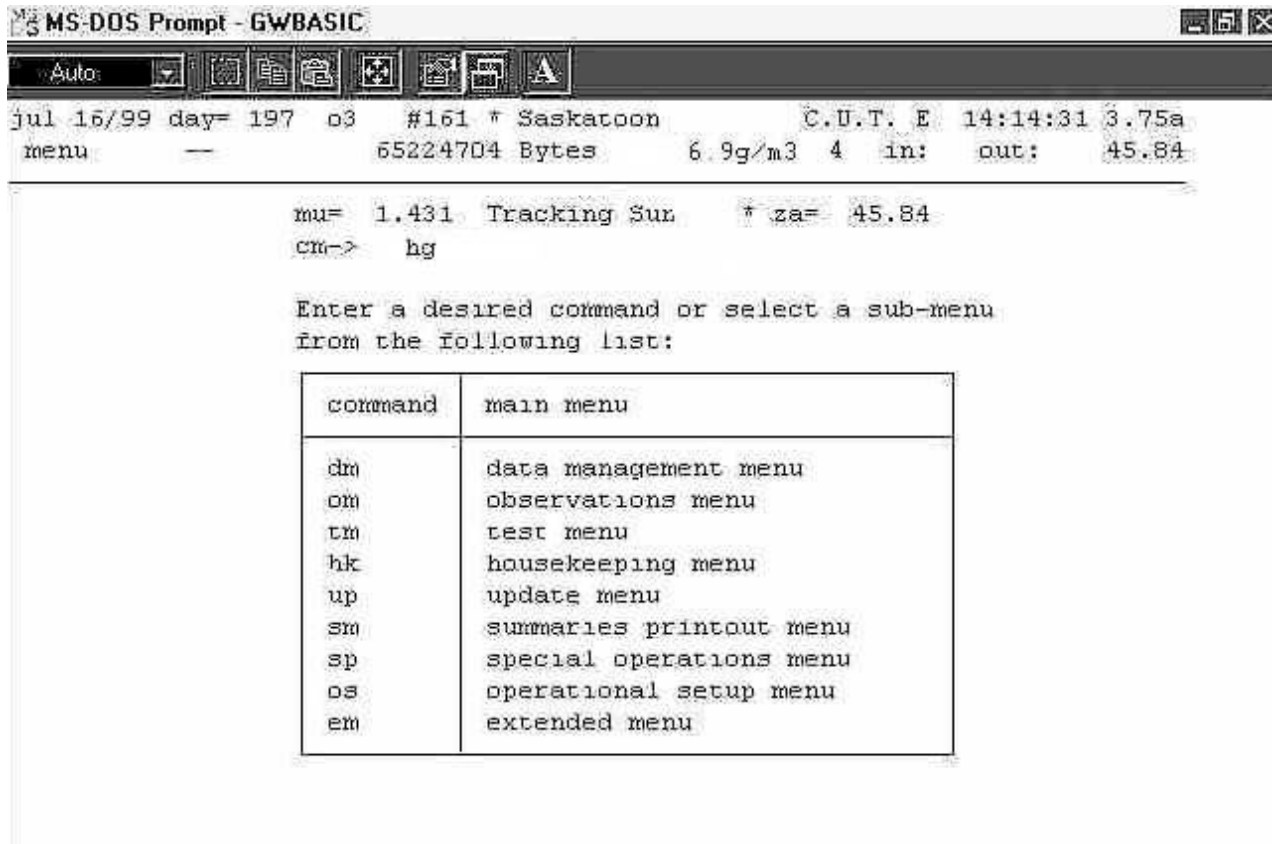 MS-DOS Prompt - GWBASIC
Auto A
jul 16/99 day= 197 o3 #161 * Saskatoon C.U.T. E 14:14:31 3.75a
menu -- 65224704 Bytes 6.9g/m3 4 in: out: 45.84
mu= 1.431 Tracking Sun * za= 45.84
cm-> hg
Enter a desired command or select a sub-menu
from the following list:
command main menu
dm data management menu
om observations menu
tm test menu
hk housekeeping menu
up update menu
sm summaries printout menu
sp special operations menu
os operational setup menu
em extended menu